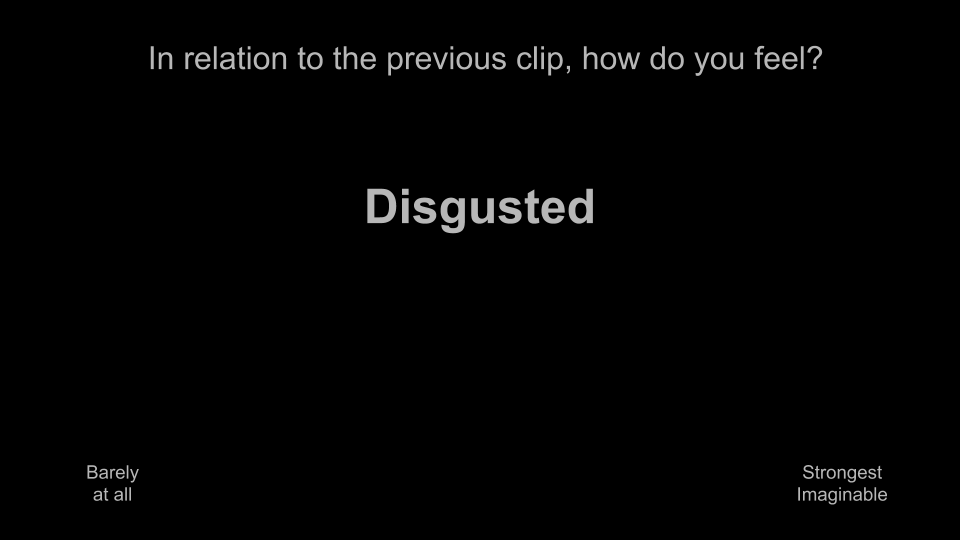 In relation to the previous clip, how do you feel?
Disgusted
Barely
at all
Strongest
Imaginable